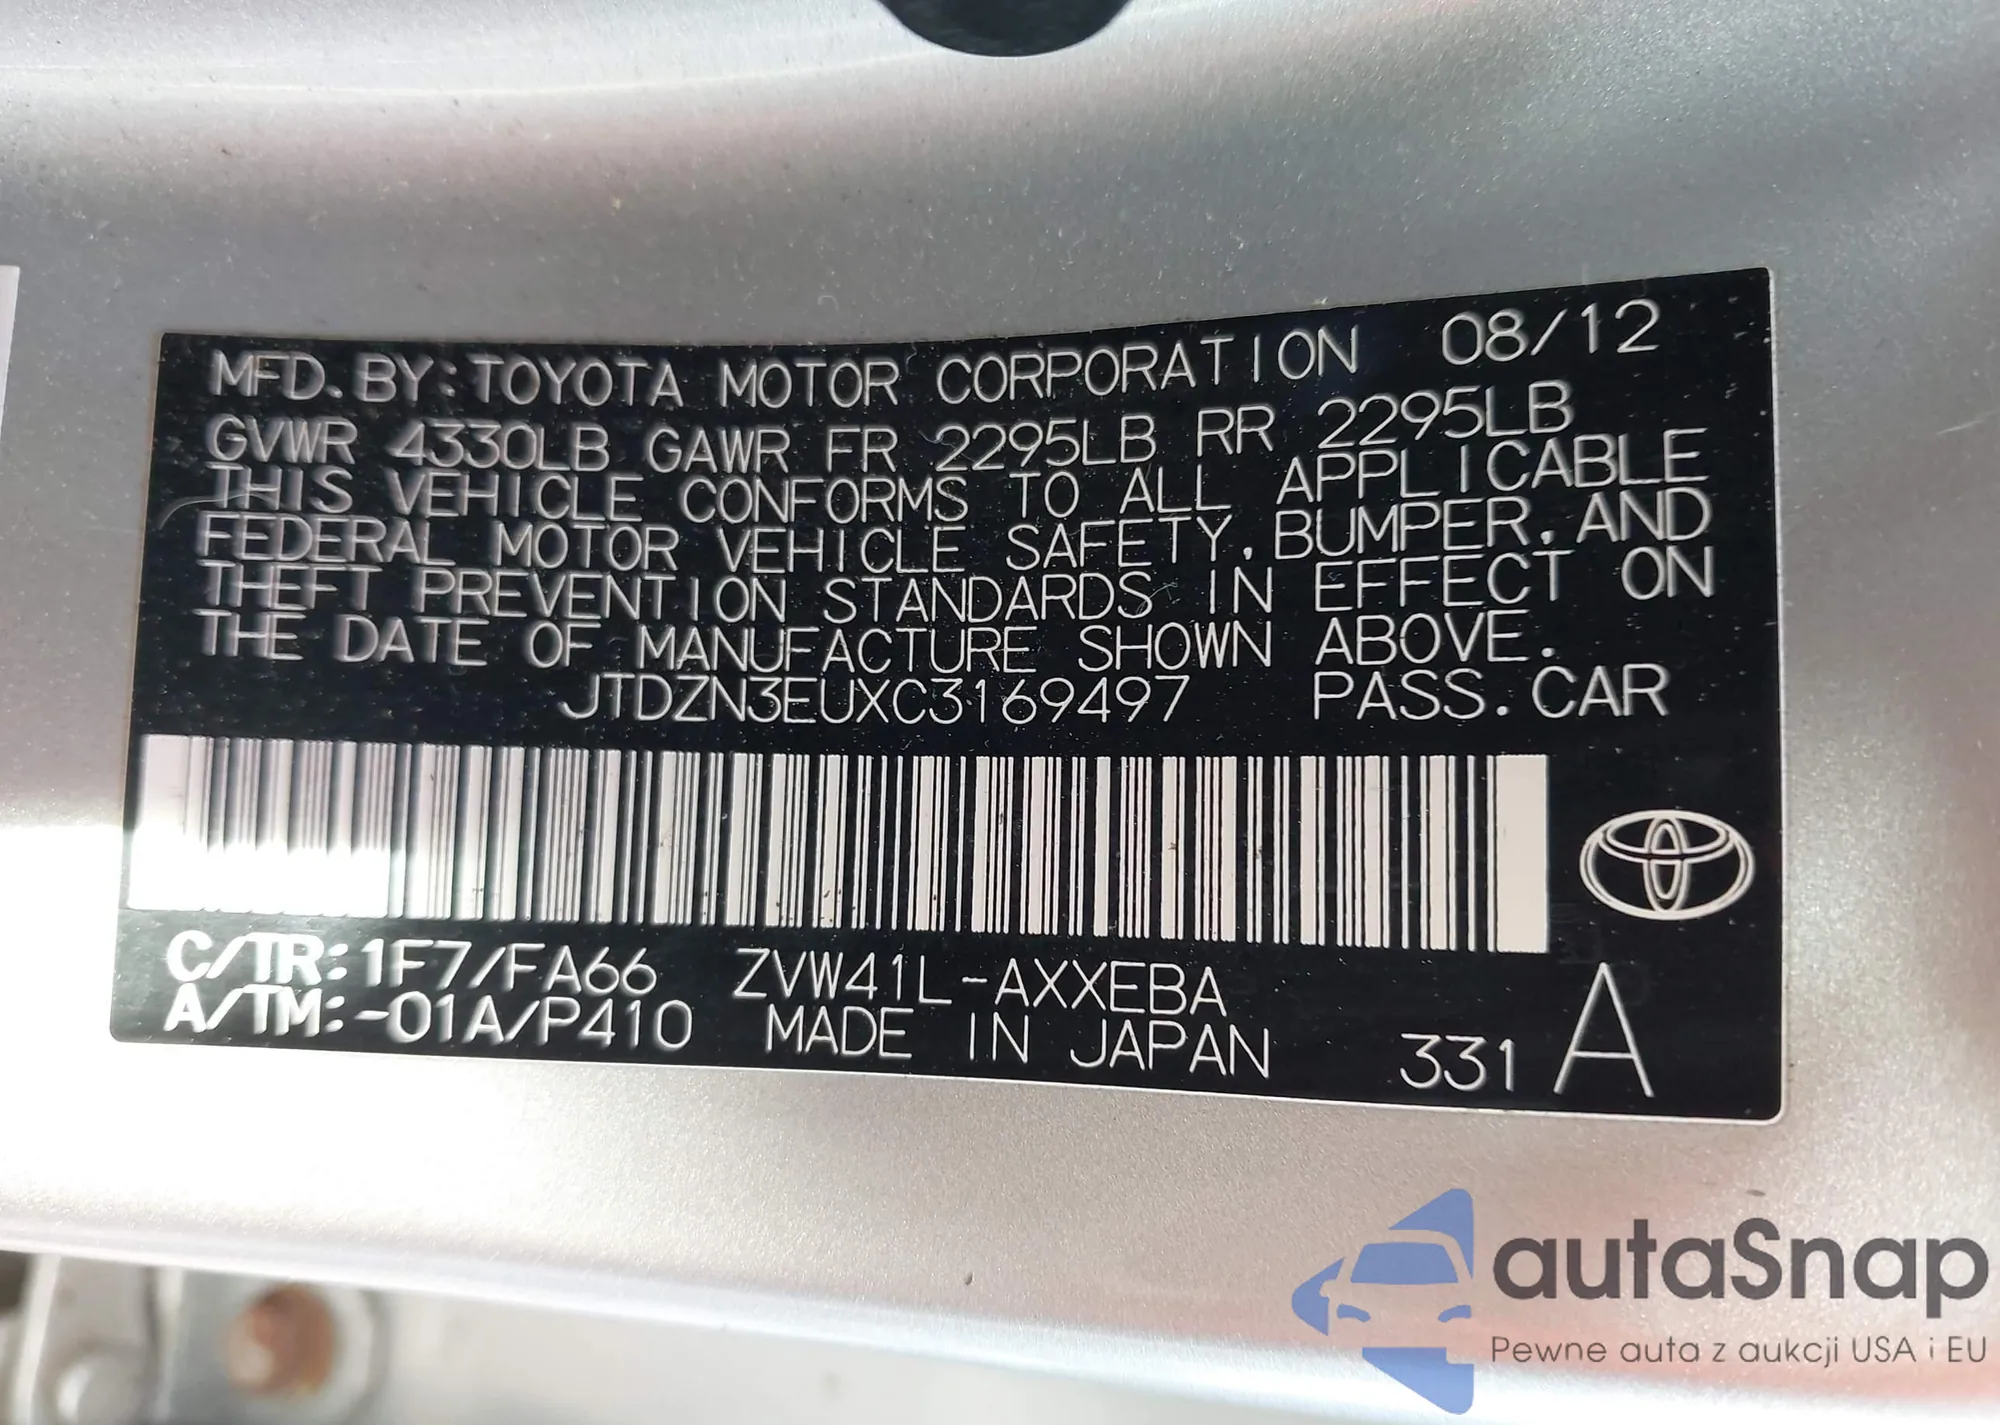 MFD. BY: TOYOTA MOTOR CORPORATION 08/12
GVWR 4330LB GAWR FR 2295LB RR 2295LB
THIS VEHICLE CONFORMS TO ALL APPLICABLE
FEDERAL MOTOR VEHICLE SAFETY, BUMPER, AND
THEFT PREVENTION STANDARDS IN EFFECT ON
THE DATE OF MANUFACTURE SHOWN ABOVE.
JTDZN3EUXC3169497 PASS. CAR
C/TR: 1F7/FA66 ZVW41L-AXXEBA
A/TM: -01A/P410 MADE IN JAPAN 331 A
autaSnap
Pewne auta z aukcji USA i EU